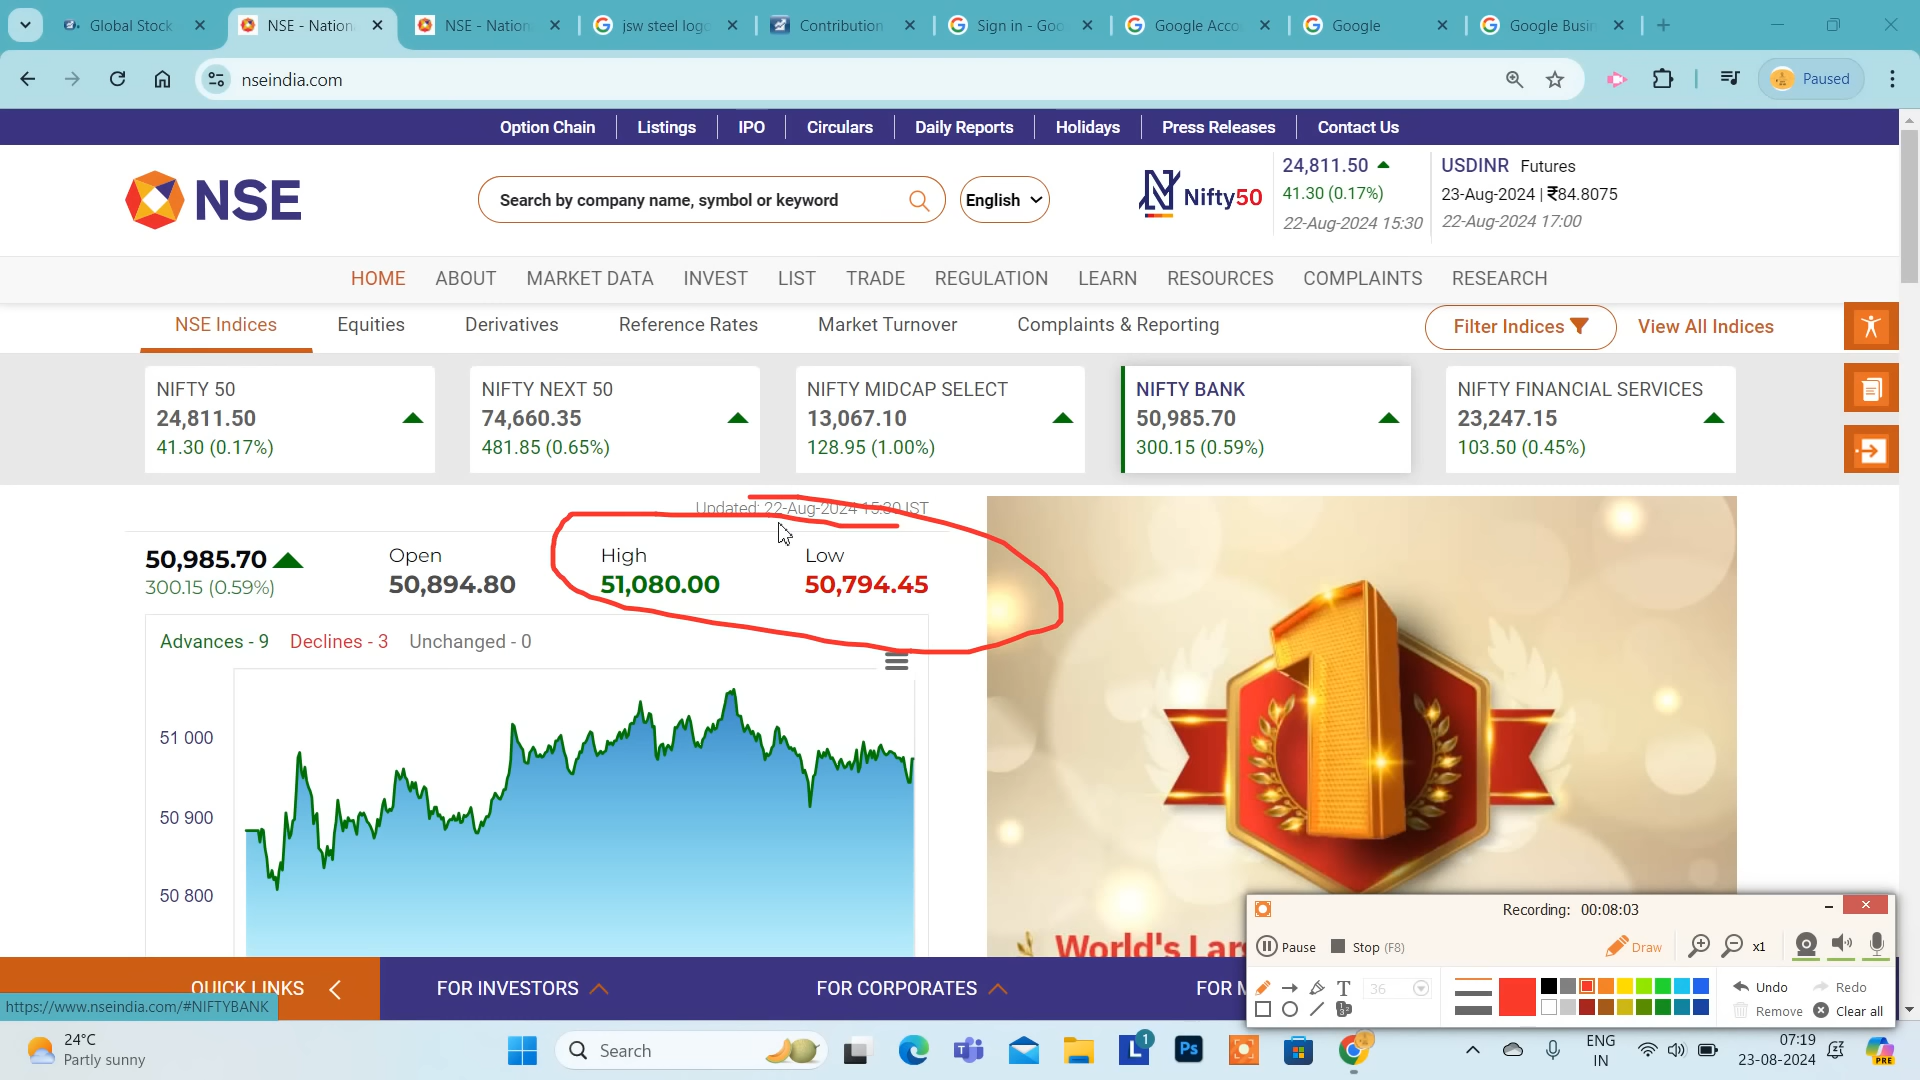 Global Stock
NSE - Nation
NSE - Nation
jsw steel logo
Contribution
Sign in - Goo
Google Acco
Google
Google Busin
nseindia.com
Paused
Option Chain
Listings
IPO
Circulars
Daily Reports
Holidays
Press Releases
Contact Us
NSE
Search by company name, symbol or keyword
English
Nifty50
24,811.50
41.30 (0.17%)
22-Aug-2024 15:30
USDINR Futures
23-Aug-2024 | ₹84.8075
22-Aug-2024 17:00
HOME
ABOUT
MARKET DATA
INVEST
LIST
TRADE
REGULATION
LEARN
RESOURCES
COMPLAINTS
RESEARCH
NSE Indices
Equities
Derivatives
Reference Rates
Market Turnover
Complaints & Reporting
Filter Indices
View All Indices
NIFTY 50
24,811.50
41.30 (0.17%)
NIFTY NEXT 50
74,660.35
481.85 (0.65%)
NIFTY MIDCAP SELECT
13,067.10
128.95 (1.00%)
NIFTY BANK
50,985.70
300.15 (0.59%)
NIFTY FINANCIAL SERVICES
23,247.15
103.50 (0.45%)
Updated: 22-Aug-2024 15:30 IST
50,985.70
300.15 (0.59%)
Open
50,894.80
High
51,080.00
Low
50,794.45
Advances - 9
Declines - 3
Unchanged - 0
51 000
50 900
50 800
1
World's Lar
Recording: 00:08:03
Pause
Stop (F8)
Draw
x1
T
36
Undo
Redo
Remove
Clear all
QUICK LINKS
FOR INVESTORS
FOR CORPORATES
FOR M
https://www.nseindia.com/#NIFTYBANK
24°C
Partly sunny
Search
L
1
Ps
ENG
IN
07:19
23-08-2024
PRE